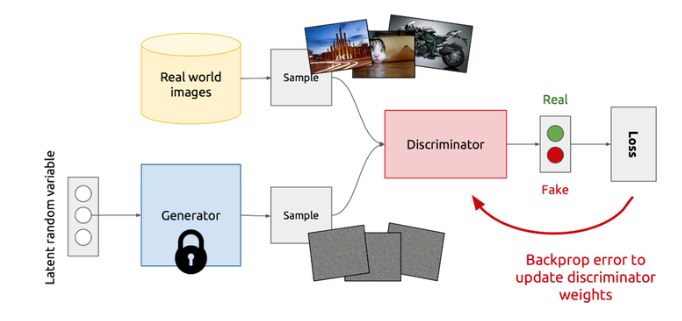 Real world
images
Sample
Real
Discriminator
Loss
Fake
Latent random variable
Generator
Sample
Backprop error to
update discriminator
weights